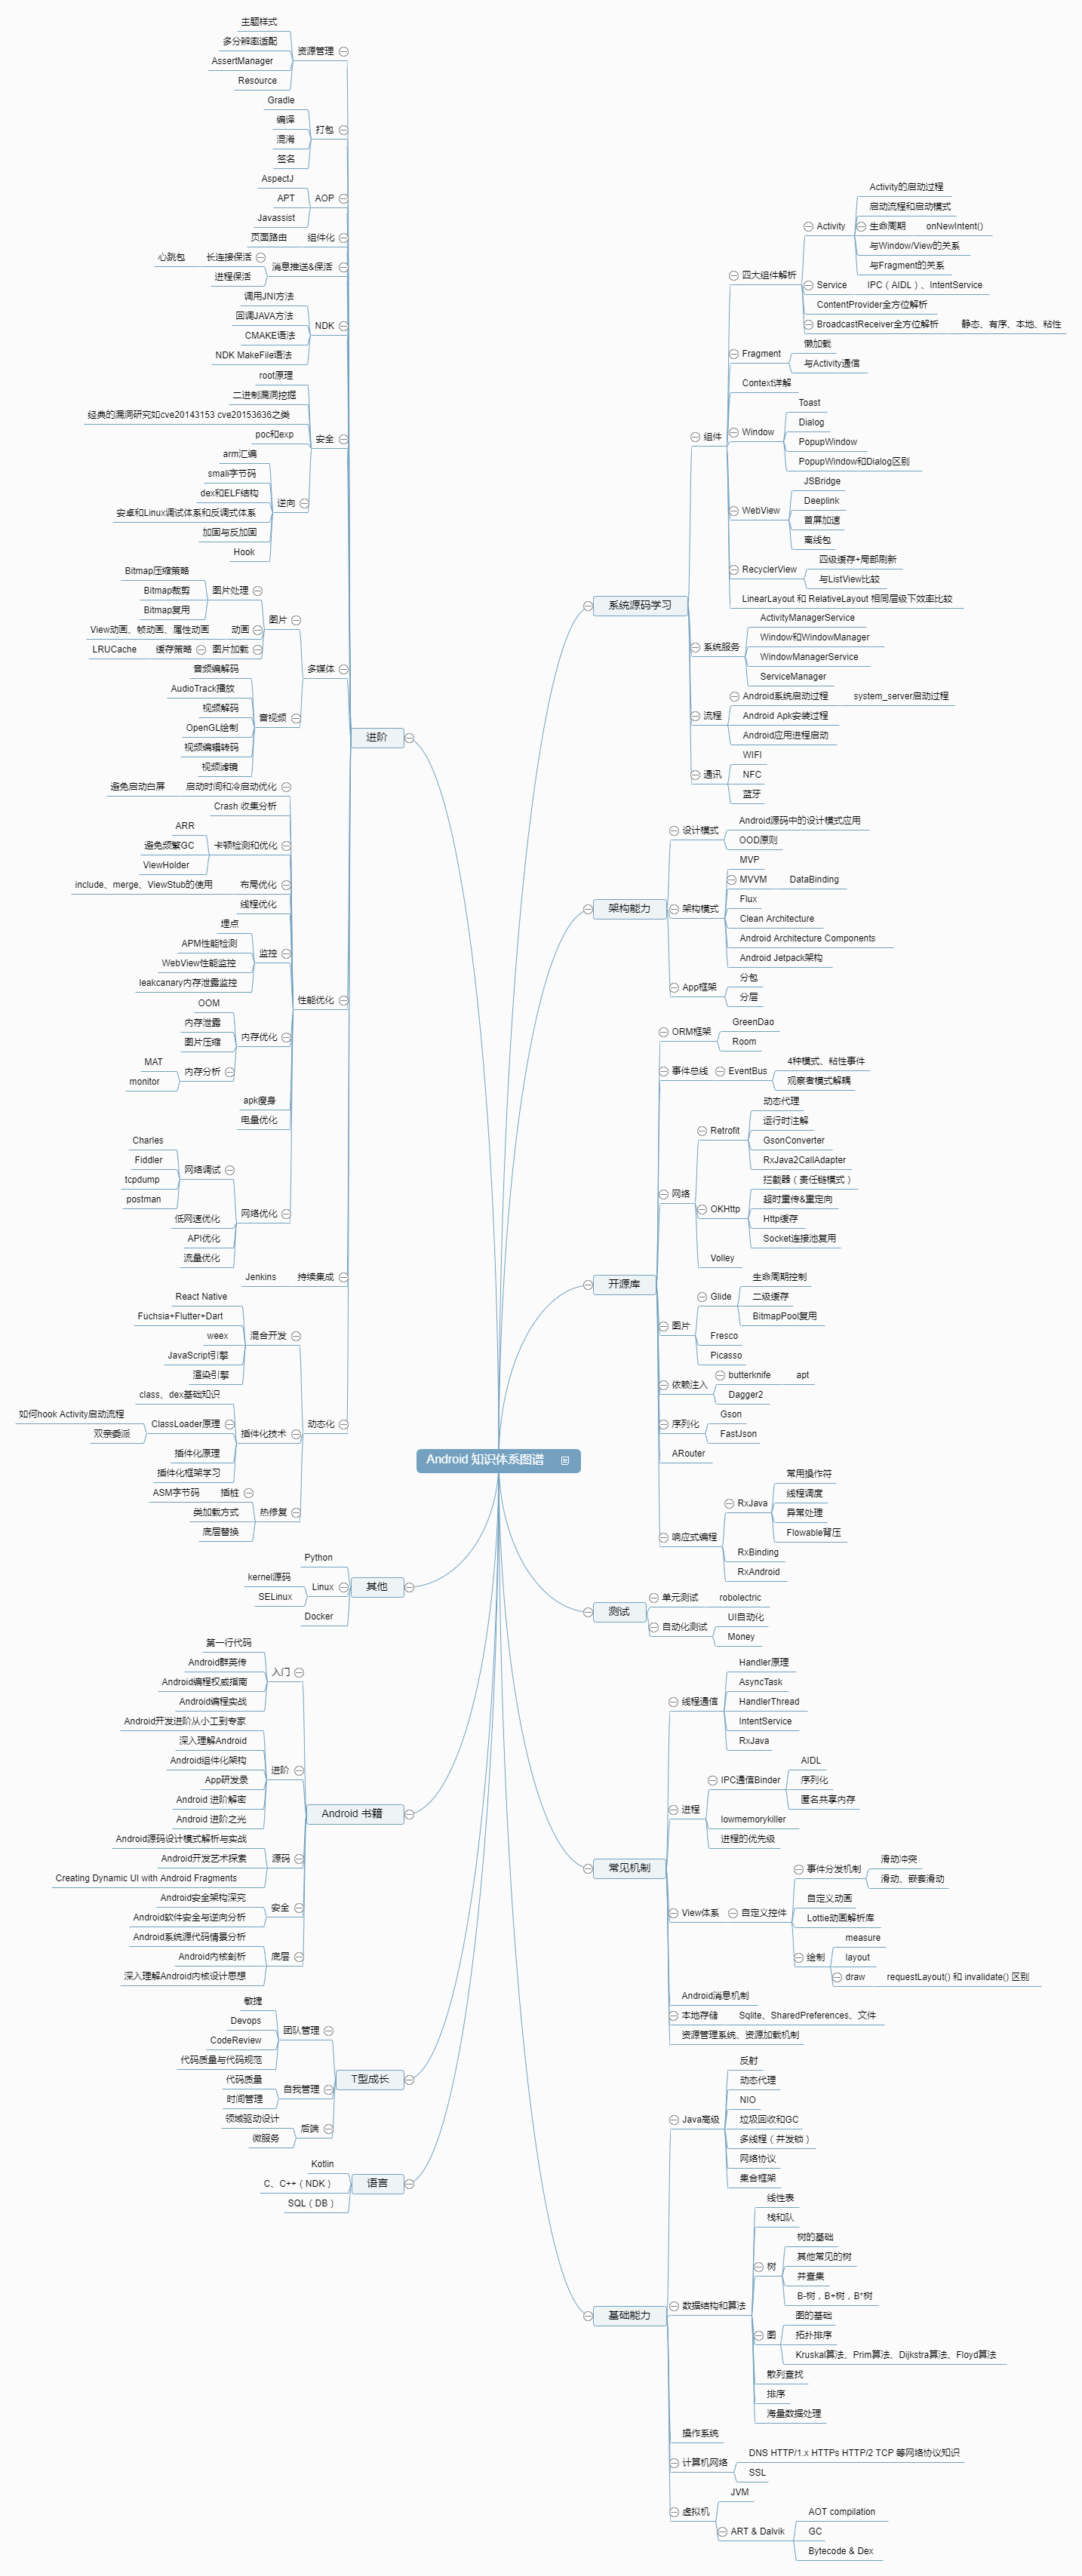 Android 知识体系图谱
系统源码学习
组件
四大组件解析
Activity
Activity的启动过程
启动流程和启动模式
生命周期
onNewIntent()
与Window/View的关系
与Fragment的关系
Service
IPC（AIDL）、IntentService
ContentProvider全方位解析
BroadcastReceiver全方位解析
静态、有序、本地、粘性
Fragment
懒加载
与Activity通信
Context详解
Window
Toast
Dialog
PopupWindow
PopupWindow和Dialog区别
WebView
JSBridge
Deeplink
首屏加速
离线包
RecyclerView
四级缓存+局部刷新
与ListView比较
LinearLayout 和 RelativeLayout 相同层级下效率比较
系统服务
ActivityManagerService
Window和WindowManager
WindowManagerService
ServiceManager
流程
Android系统启动过程
system_server启动过程
Android Apk安装过程
Android应用进程启动
通讯
WIFI
NFC
蓝牙
架构能力
设计模式
Android源码中的设计模式应用
OOD原则
架构模式
MVP
MVVM
DataBinding
Flux
Clean Architecture
Android Architecture Components
Android Jetpack架构
App框架
分包
分层
开源库
ORM框架
GreenDao
Room
事件总线
EventBus
4种模式、粘性事件
观察者模式解耦
网络
Retrofit
动态代理
运行时注解
GsonConverter
RxJava2CallAdapter
OKHttp
拦截器（责任链模式）
超时重传&重定向
Http缓存
Socket连接池复用
Volley
图片
Glide
生命周期控制
二级缓存
BitmapPool复用
Fresco
Picasso
依赖注入
butterknife
apt
Dagger2
序列化
Gson
FastJson
ARouter
响应式编程
RxJava
常用操作符
线程调度
异常处理
Flowable背压
RxBinding
RxAndroid
测试
单元测试
robolectric
自动化测试
UI自动化
Money
常见机制
线程通信
Handler原理
AsyncTask
HandlerThread
IntentService
RxJava
进程
IPC通信Binder
AIDL
序列化
匿名共享内存
lowmemorykiller
进程的优先级
View体系
自定义控件
事件分发机制
滑动冲突
滑动、嵌套滑动
自定义动画
Lottie动画解析库
绘制
measure
layout
draw
requestLayout() 和 invalidate() 区别
Android消息机制
本地存储
Sqlite、SharedPreferences、文件
资源管理系统、资源加载机制
基础能力
Java高级
反射
动态代理
NIO
垃圾回收和GC
多线程（并发锁）
网络协议
集合框架
数据结构和算法
线性表
栈和队
树
树的基础
其他常见的树
并查集
B-树，B+树，B*树
图
图的基础
拓扑排序
Kruskal算法、Prim算法、Dijkstra算法、Floyd算法
散列查找
排序
海量数据处理
操作系统
计算机网络
DNS HTTP/1.x HTTPs HTTP/2 TCP 等网络协议知识
SSL
虚拟机
JVM
ART & Dalvik
AOT compilation
GC
Bytecode & Dex
进阶
资源管理
主题样式
多分辨率适配
AssertManager
Resource
打包
Gradle
编译
混淆
签名
AOP
AspectJ
APT
Javassist
组件化
页面路由
消息推送&保活
长连接保活
心跳包
进程保活
NDK
调用JNI方法
回调JAVA方法
CMAKE语法
NDK MakeFile语法
安全
root原理
二进制漏洞挖掘
经典的漏洞研究如cve20143153 cve20153636之类
poc和exp
逆向
arm汇编
smali字节码
dex和ELF结构
安卓和Linux调试体系和反调式体系
加固与反加固
Hook
多媒体
图片
图片处理
Bitmap压缩策略
Bitmap裁剪
Bitmap复用
动画
View动画、帧动画、属性动画
图片加载
缓存策略
LRUCache
音视频
音频编解码
AudioTrack播放
视频解码
OpenGL绘制
视频编辑转码
视频滤镜
性能优化
启动时间和冷启动优化
避免启动白屏
Crash 收集分析
卡顿检测和优化
ARR
避免频繁GC
ViewHolder
布局优化
include、merge、ViewStub的使用
线程优化
监控
埋点
APM性能检测
WebView性能监控
leakcanary内存泄露监控
内存优化
OOM
内存泄露
图片压缩
内存分析
MAT
monitor
apk瘦身
电量优化
网络优化
网络调试
Charles
Fiddler
tcpdump
postman
低网速优化
API优化
流量优化
持续集成
Jenkins
动态化
混合开发
React Native
Fuchsia+Flutter+Dart
weex
JavaScript引擎
渲染引擎
插件化技术
class、dex基础知识
ClassLoader原理
如何hook Activity启动流程
双亲委派
插件化原理
插件化框架学习
热修复
插桩
ASM字节码
类加载方式
底层替换
其他
Python
Linux
kernel源码
SELinux
Docker
Android 书籍
入门
第一行代码
Android群英传
Android编程权威指南
Android编程实战
进阶
Android开发进阶从小工到专家
深入理解Android
Android组件化架构
App研发录
Android 进阶解密
Android 进阶之光
源码
Android源码设计模式解析与实战
Android开发艺术探索
Creating Dynamic UI with Android Fragments
安全
Android安全架构深究
Android软件安全与逆向分析
底层
Android系统源代码情景分析
Android内核剖析
深入理解Android内核设计思想
T型成长
团队管理
敏捷
Devops
CodeReview
代码质量与代码规范
自我管理
代码质量
时间管理
后端
领域驱动设计
微服务
语言
Kotlin
C、C++（NDK）
SQL（DB）